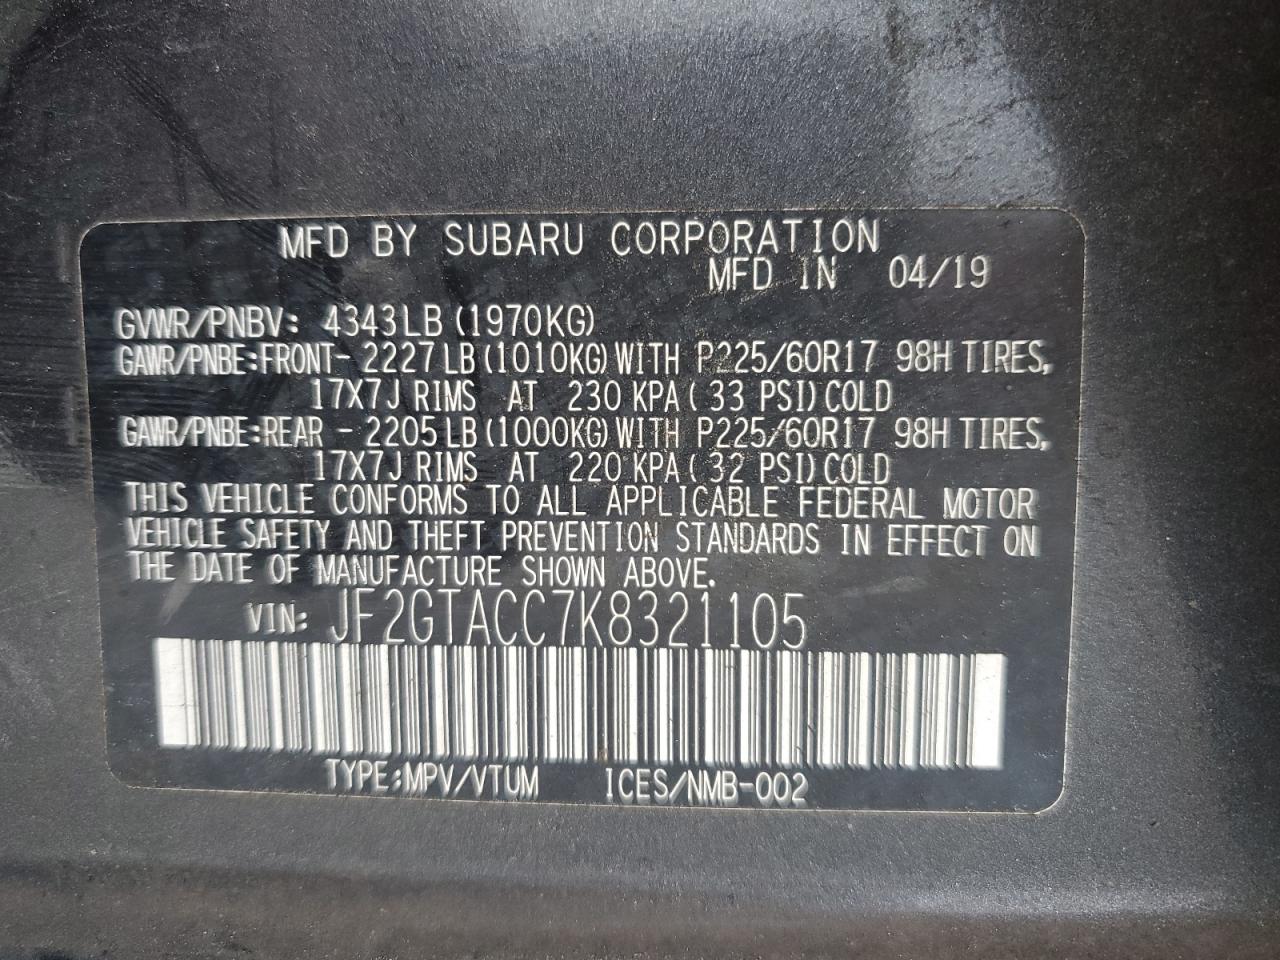 MFD BY SUBARU CORPORATION
MFD IN 04/19
GVWR/PNBV: 4343LB (1970KG)
GAWR/PNBE:FRONT- 2227 LB (1010KG) WITH P225/60R17 98H TIRES,
17X7J RIMS AT 230 KPA ( 33 PSI) COLD
GAWR/PNBE:REAR - 2205 LB (1000KG) WITH P225/60R17 98H TIRES,
17X7J RIMS AT 220 KPA ( 32 PSI) COLD
THIS VEHICLE CONFORMS TO ALL APPLICABLE FEDERAL MOTOR
VEHICLE SAFETY AND THEFT PREVENTION STANDARDS IN EFFECT ON
THE DATE OF MANUFACTURE SHOWN ABOVE.
VIN: JF2GTACC7K8321105
TYPE:MPV/VTUM ICES/NMB-002